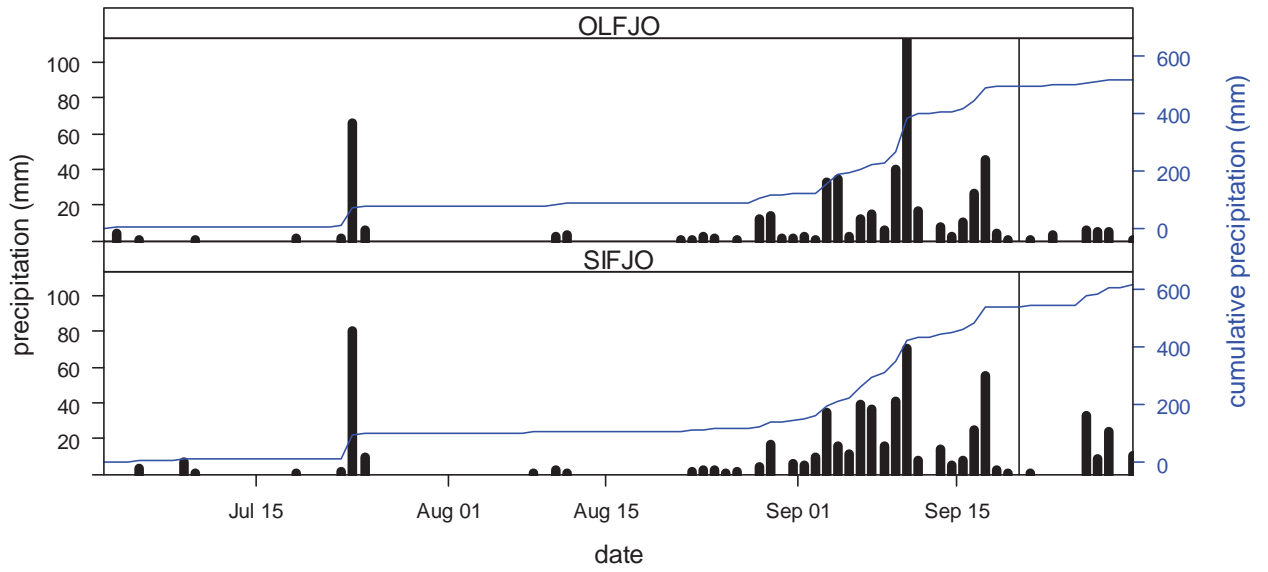 OLFJO
100
80
60
40
20
600
400
200
0
SIFJO
100
80
60
40
20
600
400
200
0
precipitation (mm)
cumulative precipitation (mm)
Jul 15
Aug 01
Aug 15
Sep 01
Sep 15
date